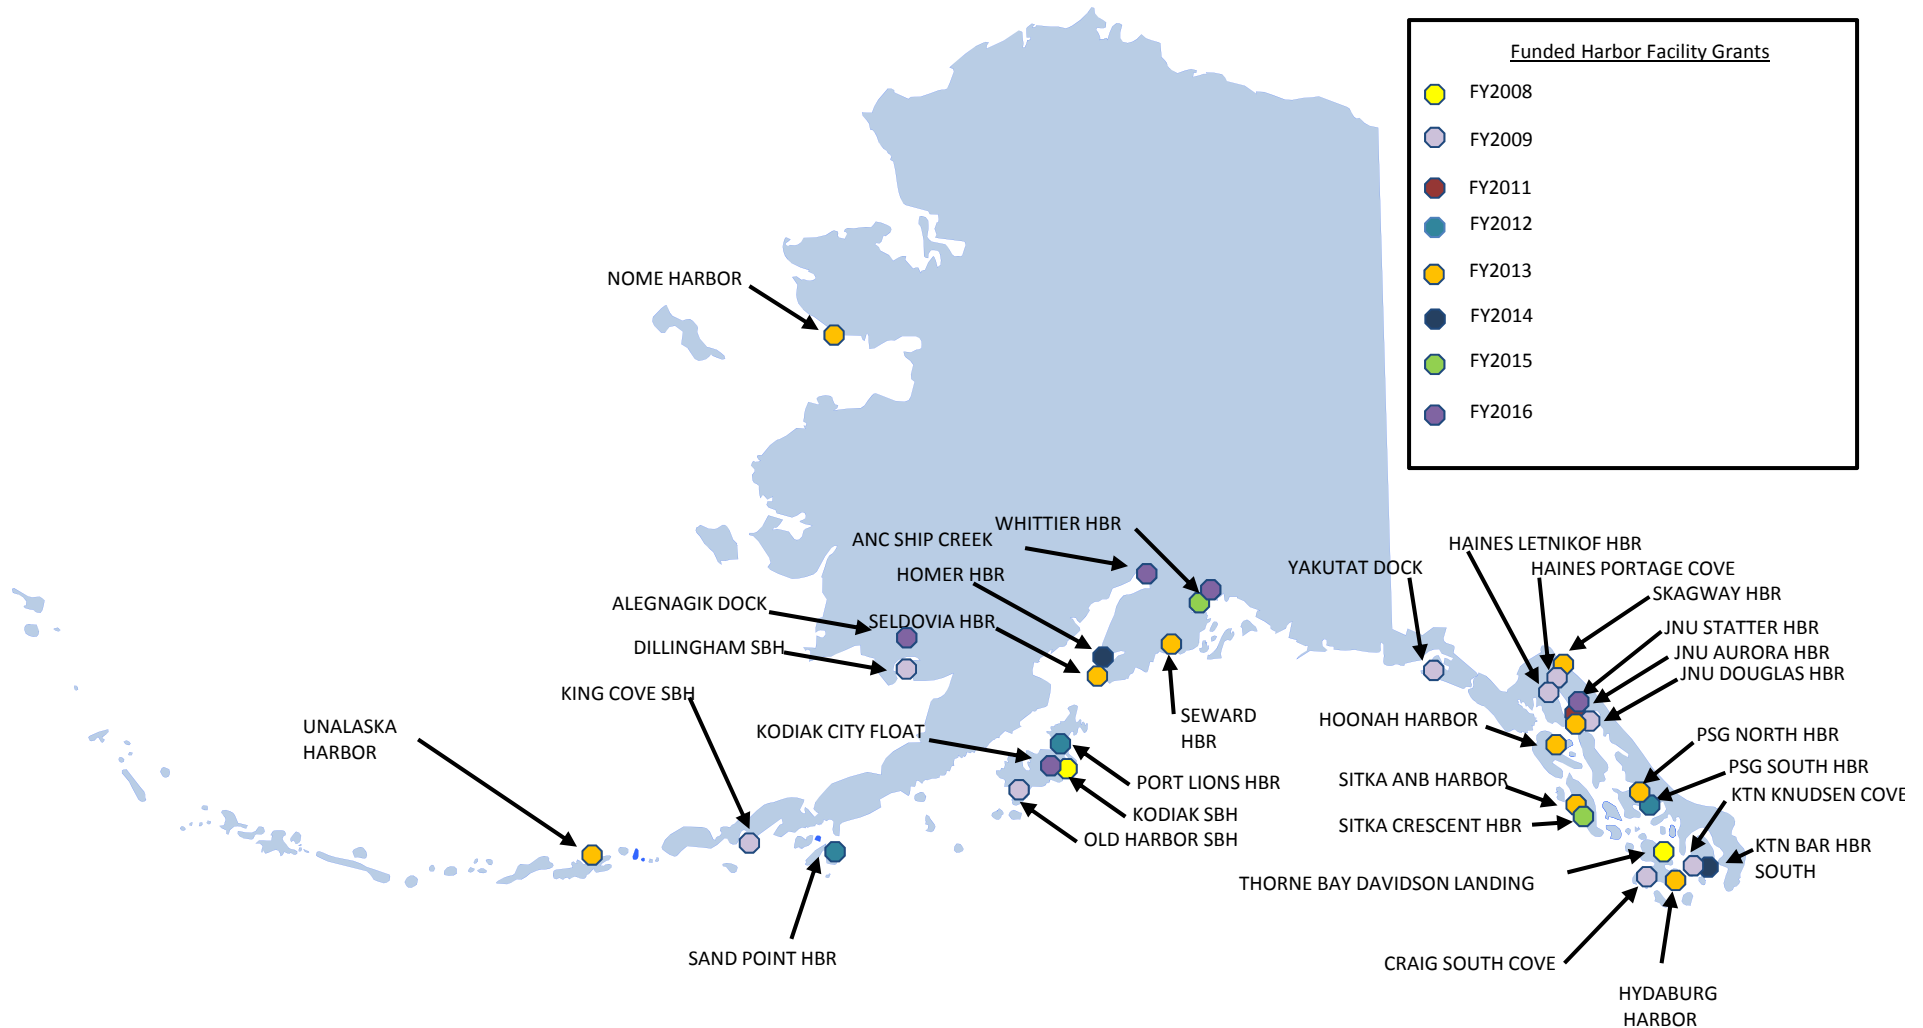 Funded Harbor Facility Grants
FY2008
FY2009
FY2011
FY2012
FY2013
FY2014
FY2015
FY2016
NOME HARBOR
WHITTIER HBR
ANC SHIP CREEK
HOMER HBR
ALEGNAGIK DOCK
SELDOVIA HBR
DILLINGHAM SBH
KING COVE SBH
UNALASKA
HARBOR
KODIAK CITY FLOAT
SEWARD
HBR
PORT LIONS HBR
KODIAK SBH
OLD HARBOR SBH
SAND POINT HBR
YAKUTAT DOCK
HAINES LETNIKOF HBR
HAINES PORTAGE COVE
SKAGWAY HBR
JNU STATTER HBR
JNU AURORA HBR
JNU DOUGLAS HBR
HOONAH HARBOR
PSG NORTH HBR
PSG SOUTH HBR
SITKA ANB HARBOR
KTN KNUDSEN COVE
SITKA CRESCENT HBR
KTN BAR HBR
SOUTH
THORNE BAY DAVIDSON LANDING
CRAIG SOUTH COVE
HYDABURG
HARBOR